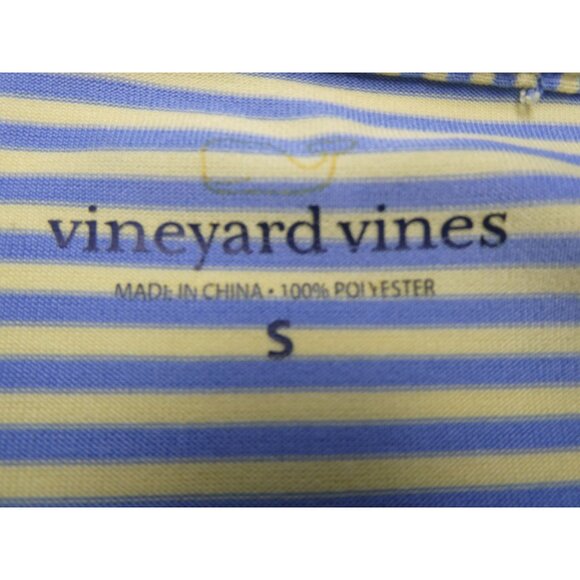 vineyard vines
MADE IN CHINA • 100% POLYESTER
S